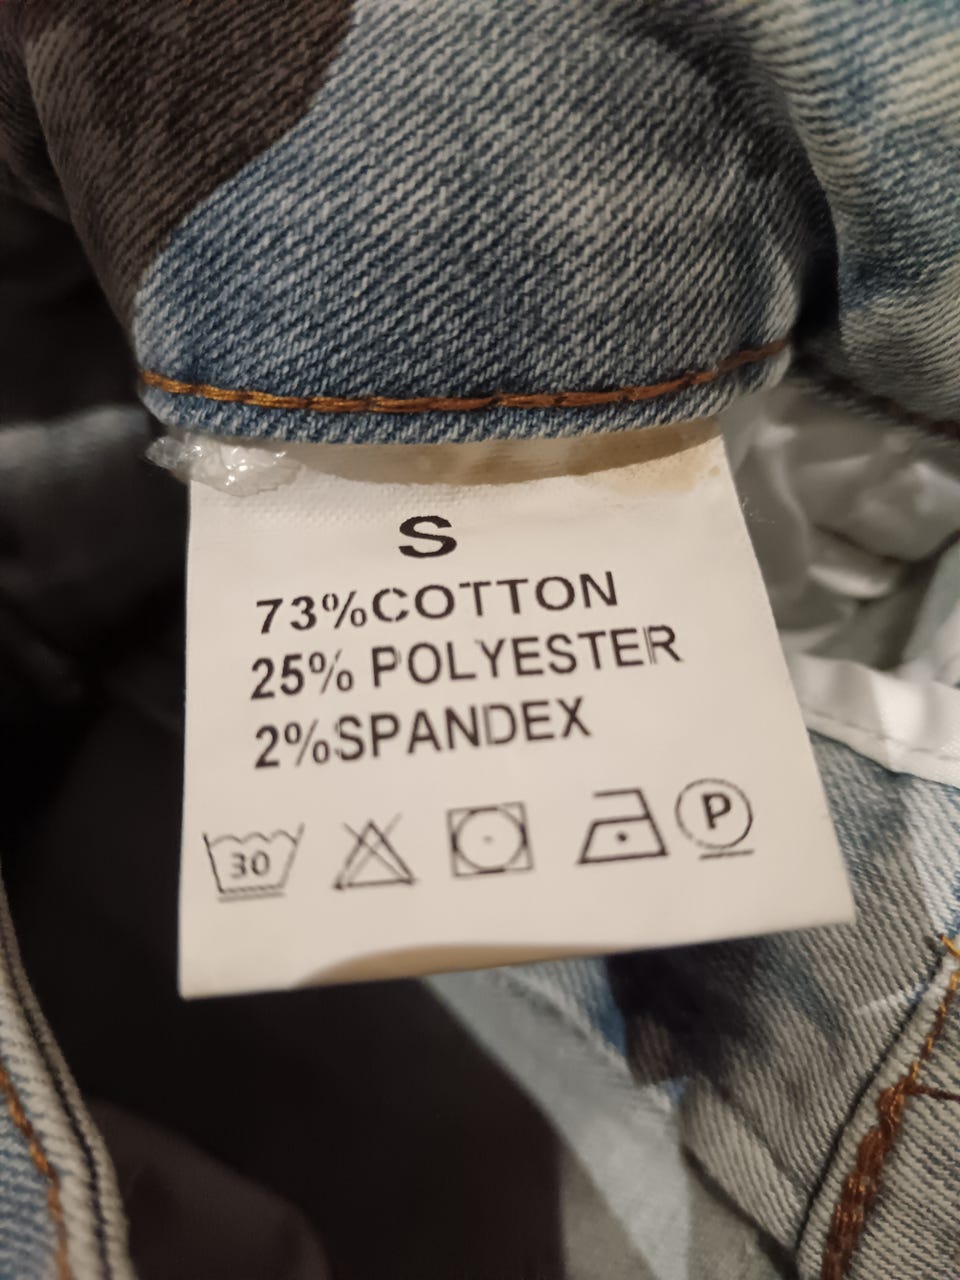 S
73%COTTON
25% POLYESTER
2%SPANDEX
30 P